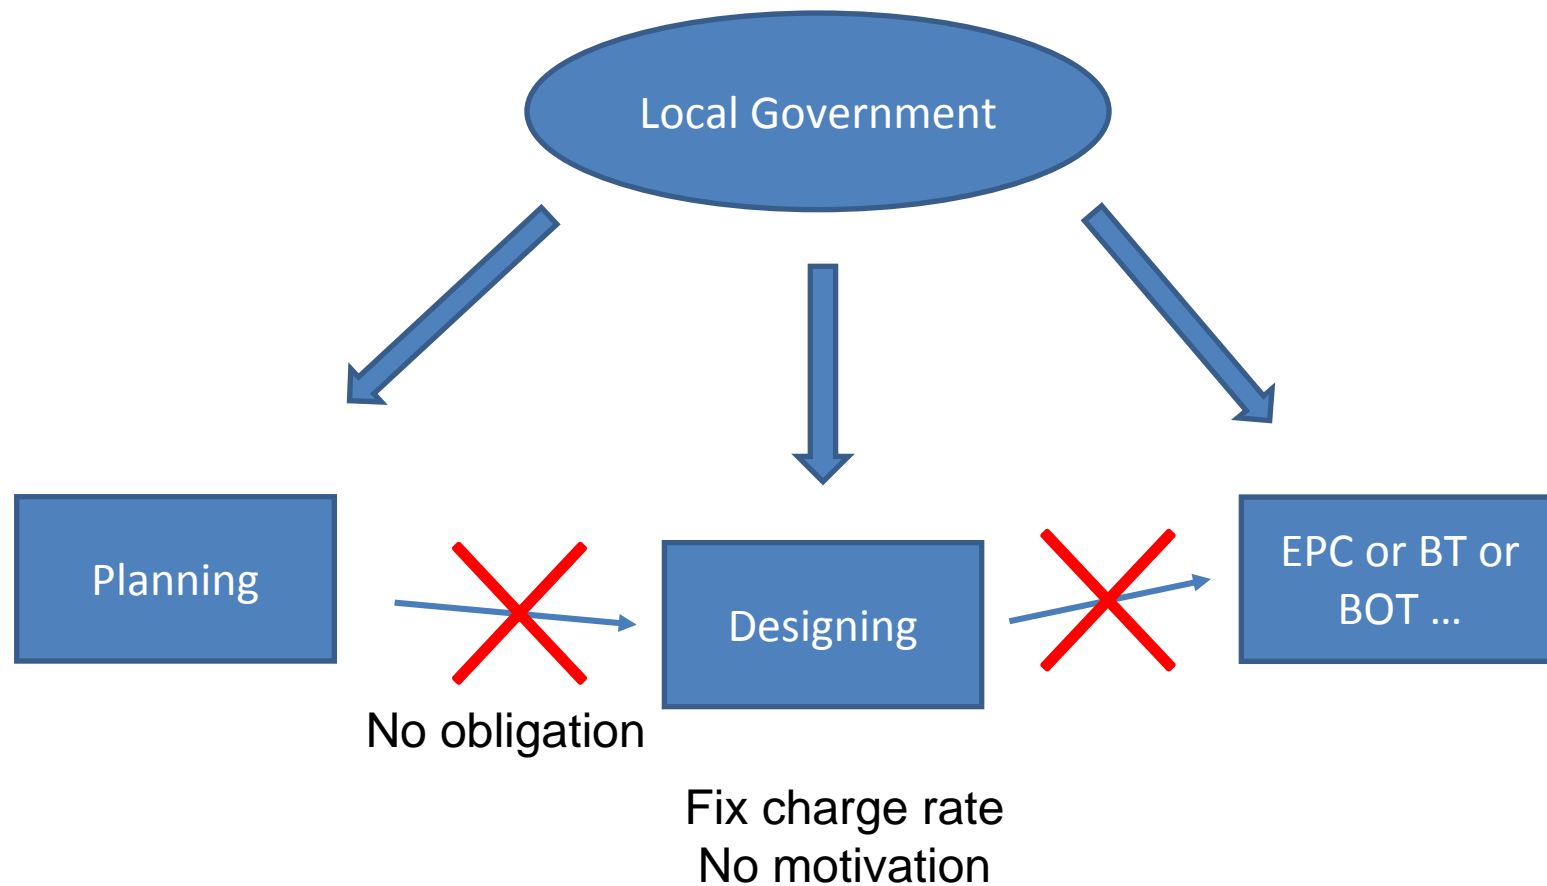 Local Government
Planning
Designing
EPC or BT or
BOT ...
No obligation
Fix charge rate
No motivation